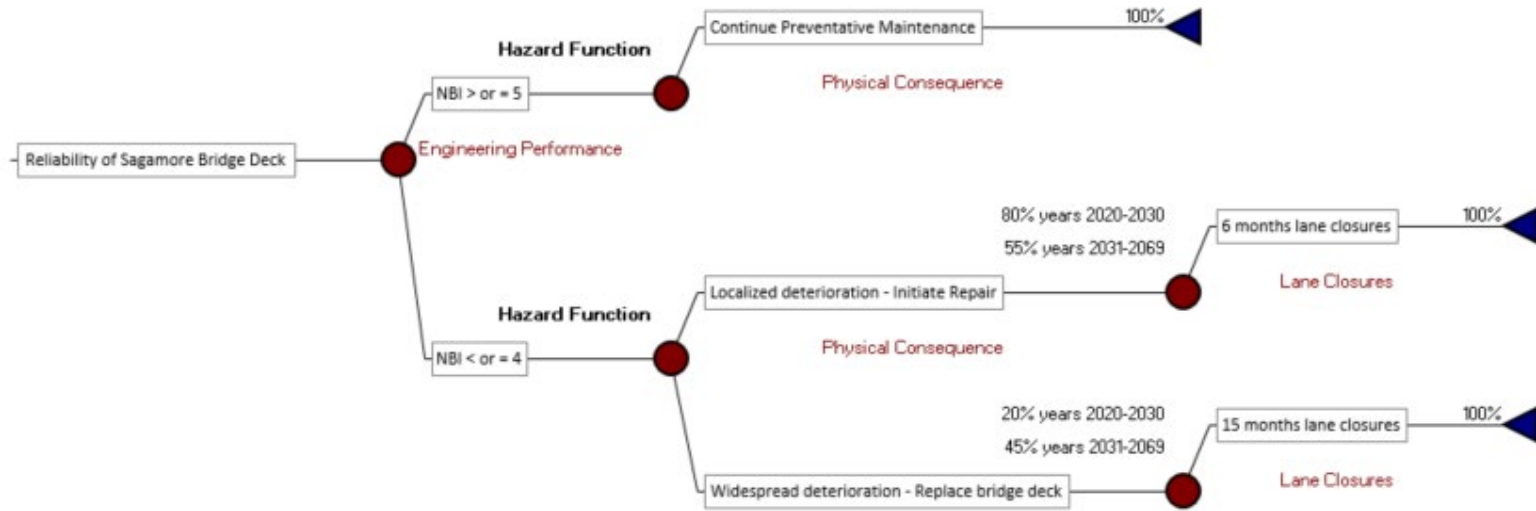 Continue Preventative Maintenance
100%
Hazard Function
Physical Consequence
NBI > or = 5
Engineering Performance
Reliability of Sagamore Bridge Deck
80% years 2020-2030
55% years 2031-2069
6 months lane closures
100%
Lane Closures
Localized deterioration - Initiate Repair
Hazard Function
Physical Consequence
NBI < or = 4
20% years 2020-2030
45% years 2031-2069
15 months lane closures
100%
Lane Closures
Widespread deterioration - Replace bridge deck